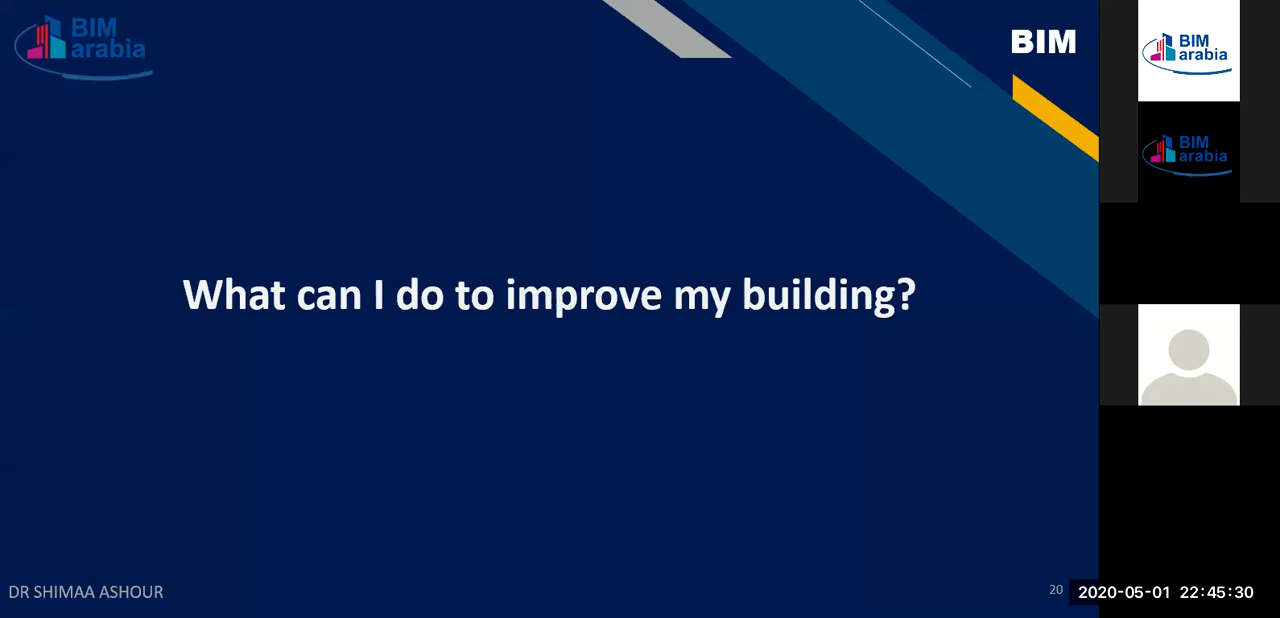 BIM
arabia
BIM
BIM
arabia
BIM
arabia
What can I do to improve my building?
DR SHIMAA ASHOUR
20
2020-05-01 22:45:30